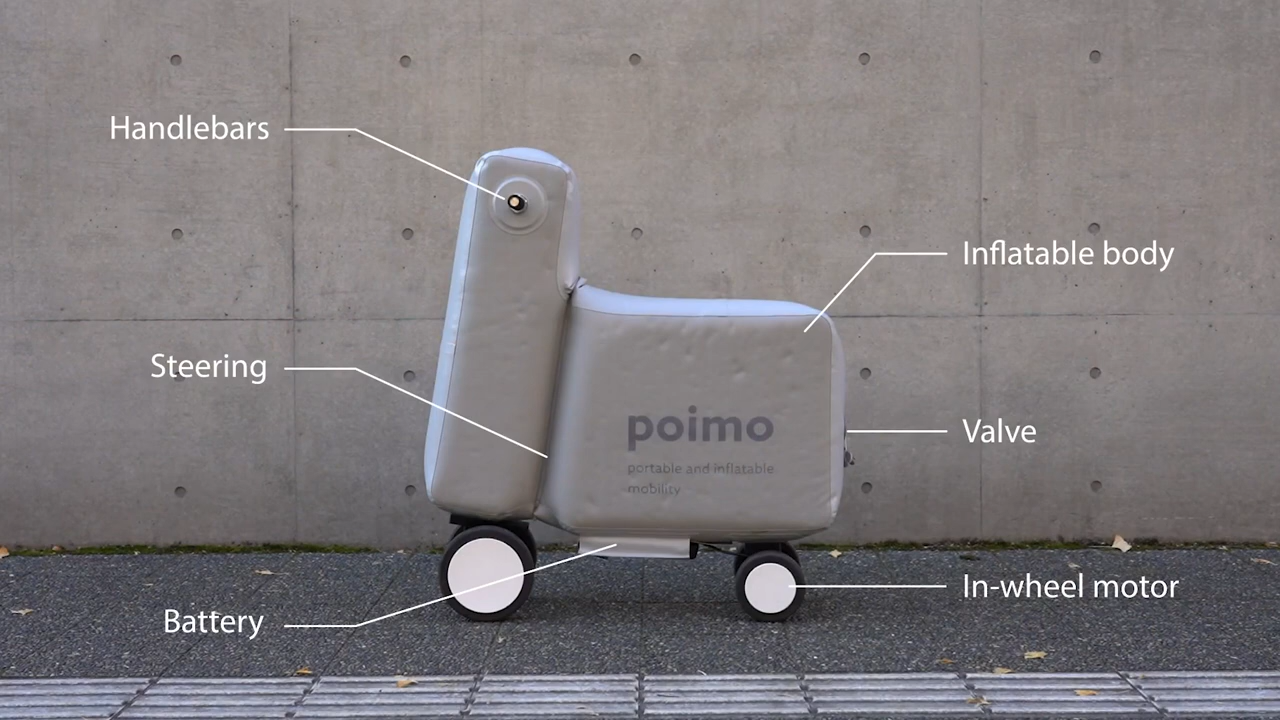 Handlebars
Inflatable body
Steering
poimo
portable and inflatable
mobility
Valve
In-wheel motor
Battery